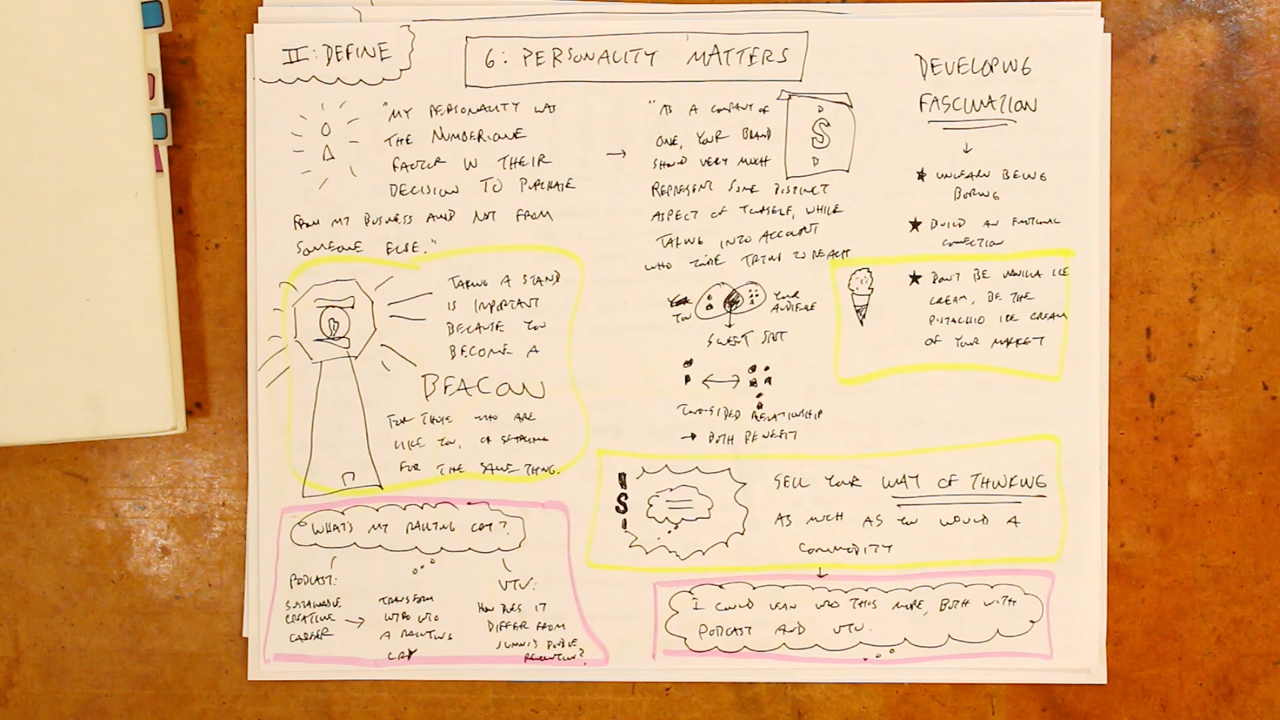 II: DEFINE
6: PERSONALITY MATTERS
"MY PERSONALITY WAS
THE NUMBER ONE
FACTOR IN THEIR
DECISION TO PURCHASE
FROM MY BUSINESS AND NOT FROM
SOMEONE ELSE."
→
"AS A COMPANY OF
ONE, YOUR BRAND
SHOULD VERY MUCH
REPRESENT SOME DISTINCT
ASPECT OF YOURSELF, WHILE
TAKING INTO ACCOUNT
WHO YOU'RE TRYING TO REACH
D
S
D
YOU
YOUR
AUDIENCE
SWEET SPOT
TWO-SIDED RELATIONSHIP
→ BOTH BENEFIT
DEVELOPING
FASCINATION
↓
★ UNLEARN BEING
BORING
★ BUILD AN EMOTIONAL
CONNECTION
★ DON'T BE VANILLA ICE
CREAM, BE THE
PISTACHIO ICE CREAM
OF YOUR MARKET
TAKING A STAND
IS IMPORTANT
BECAUSE YOU
BECOME A
BEACON
FOR THOSE WHO ARE
LIKE YOU, OR
FOR THE SAME THING.
S
SELL YOUR WAY OF THINKING
AS MUCH AS YOU WOULD A
COMMODITY
↓
I COULD LEAN INTO THIS MORE, BOTH WITH
PODCAST AND VTV.
WHAT'S MY RALLYING CRY?
PODCAST:
SUSTAINABLE
CREATIVE
CAREER
→
TRANSFORM
INTRO INTO
A RALLYING
CRY
VTV:
HOW DOES IT
DIFFER FROM